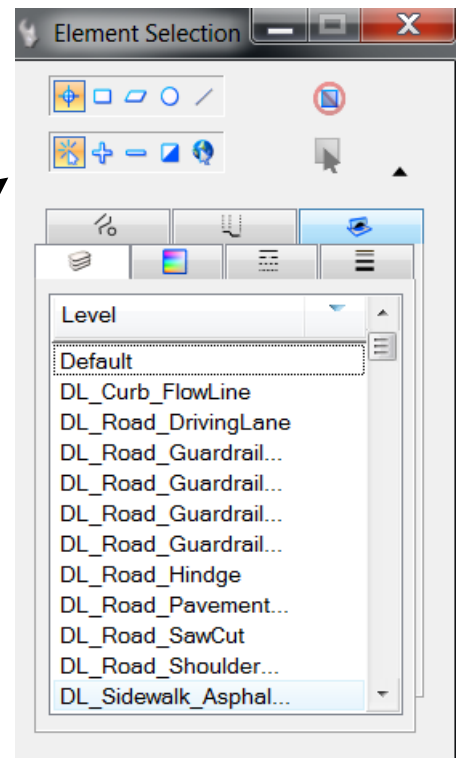 Element Selection
Level
Default
DL_Curb_FlowLine
DL_Road_DrivingLane
DL_Road_Guardrail...
DL_Road_Guardrail...
DL_Road_Guardrail...
DL_Road_Guardrail...
DL_Road_Hindge
DL_Road_Pavement...
DL_Road_SawCut
DL_Road_Shoulder...
DL_Sidewalk_Asphal...